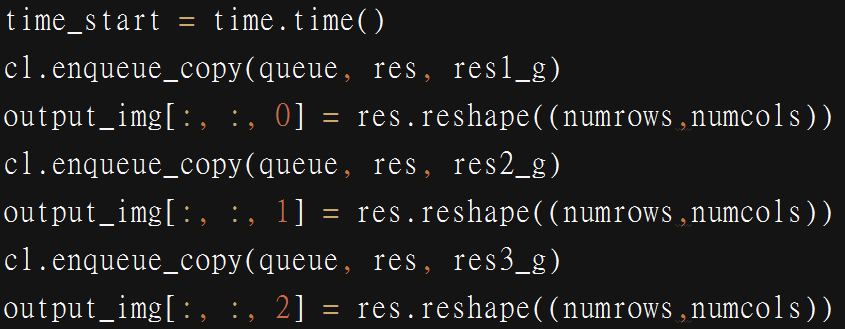 time_start = time.time()
cl.enqueue_copy(queue, res, res1_g)
output_img[:, :, 0] = res.reshape((numrows,numcols))
cl.enqueue_copy(queue, res, res2_g)
output_img[:, :, 1] = res.reshape((numrows,numcols))
cl.enqueue_copy(queue, res, res3_g)
output_img[:, :, 2] = res.reshape((numrows,numcols))